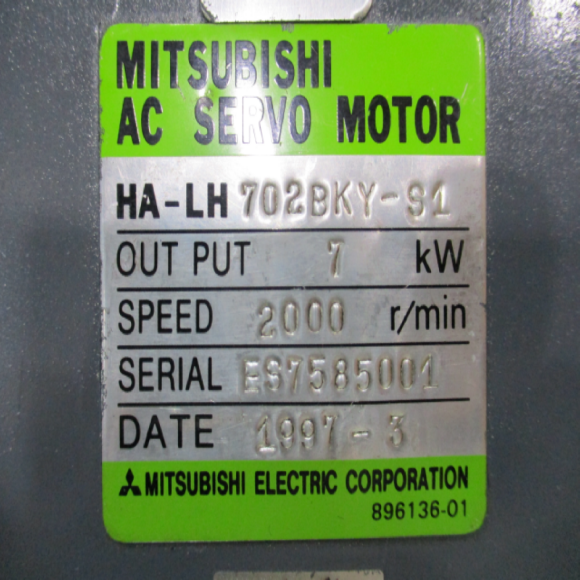 MITSUBISHI
AC SERVO MOTOR
HA-LH 702BKY-S1
OUT PUT 7 kW
SPEED 2000 r/min
SERIAL ES7585001
DATE 1997-3
MITSUBISHI ELECTRIC CORPORATION
896136-01